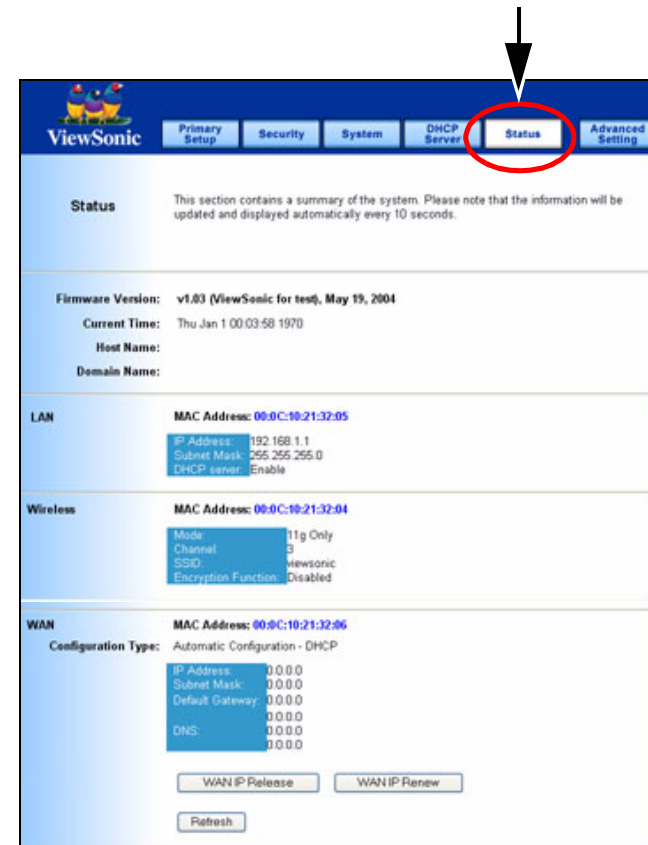 ViewSonic
Primary Setup
Security
System
DHCP Server
Status
Advanced Setting
Status
This section contains a summary of the system. Please note that the information will be
updated and displayed automatically every 10 seconds.
Firmware Version: v1.03 (ViewSonic for test), May 19, 2004
Current Time: Thu Jan 1 00:03:58 1970
Host Name:
Domain Name:
LAN
MAC Address: 00:0C:10:21:32:05
IP Address: 192.168.1.1
Subnet Mask: 255.255.255.0
DHCP server: Enable
Wireless
MAC Address: 00:0C:10:21:32:04
Mode: 11g Only
Channel: 3
SSID: viewsonic
Encryption Function: Disabled
WAN
MAC Address: 00:0C:10:21:32:06
Configuration Type: Automatic Configuration - DHCP
IP Address: 0.0.0.0
Subnet Mask: 0.0.0.0
Default Gateway: 0.0.0.0
0.0.0.0
DNS: 0.0.0.0
0.0.0.0
WAN IP Release
WAN IP Renew
Refresh